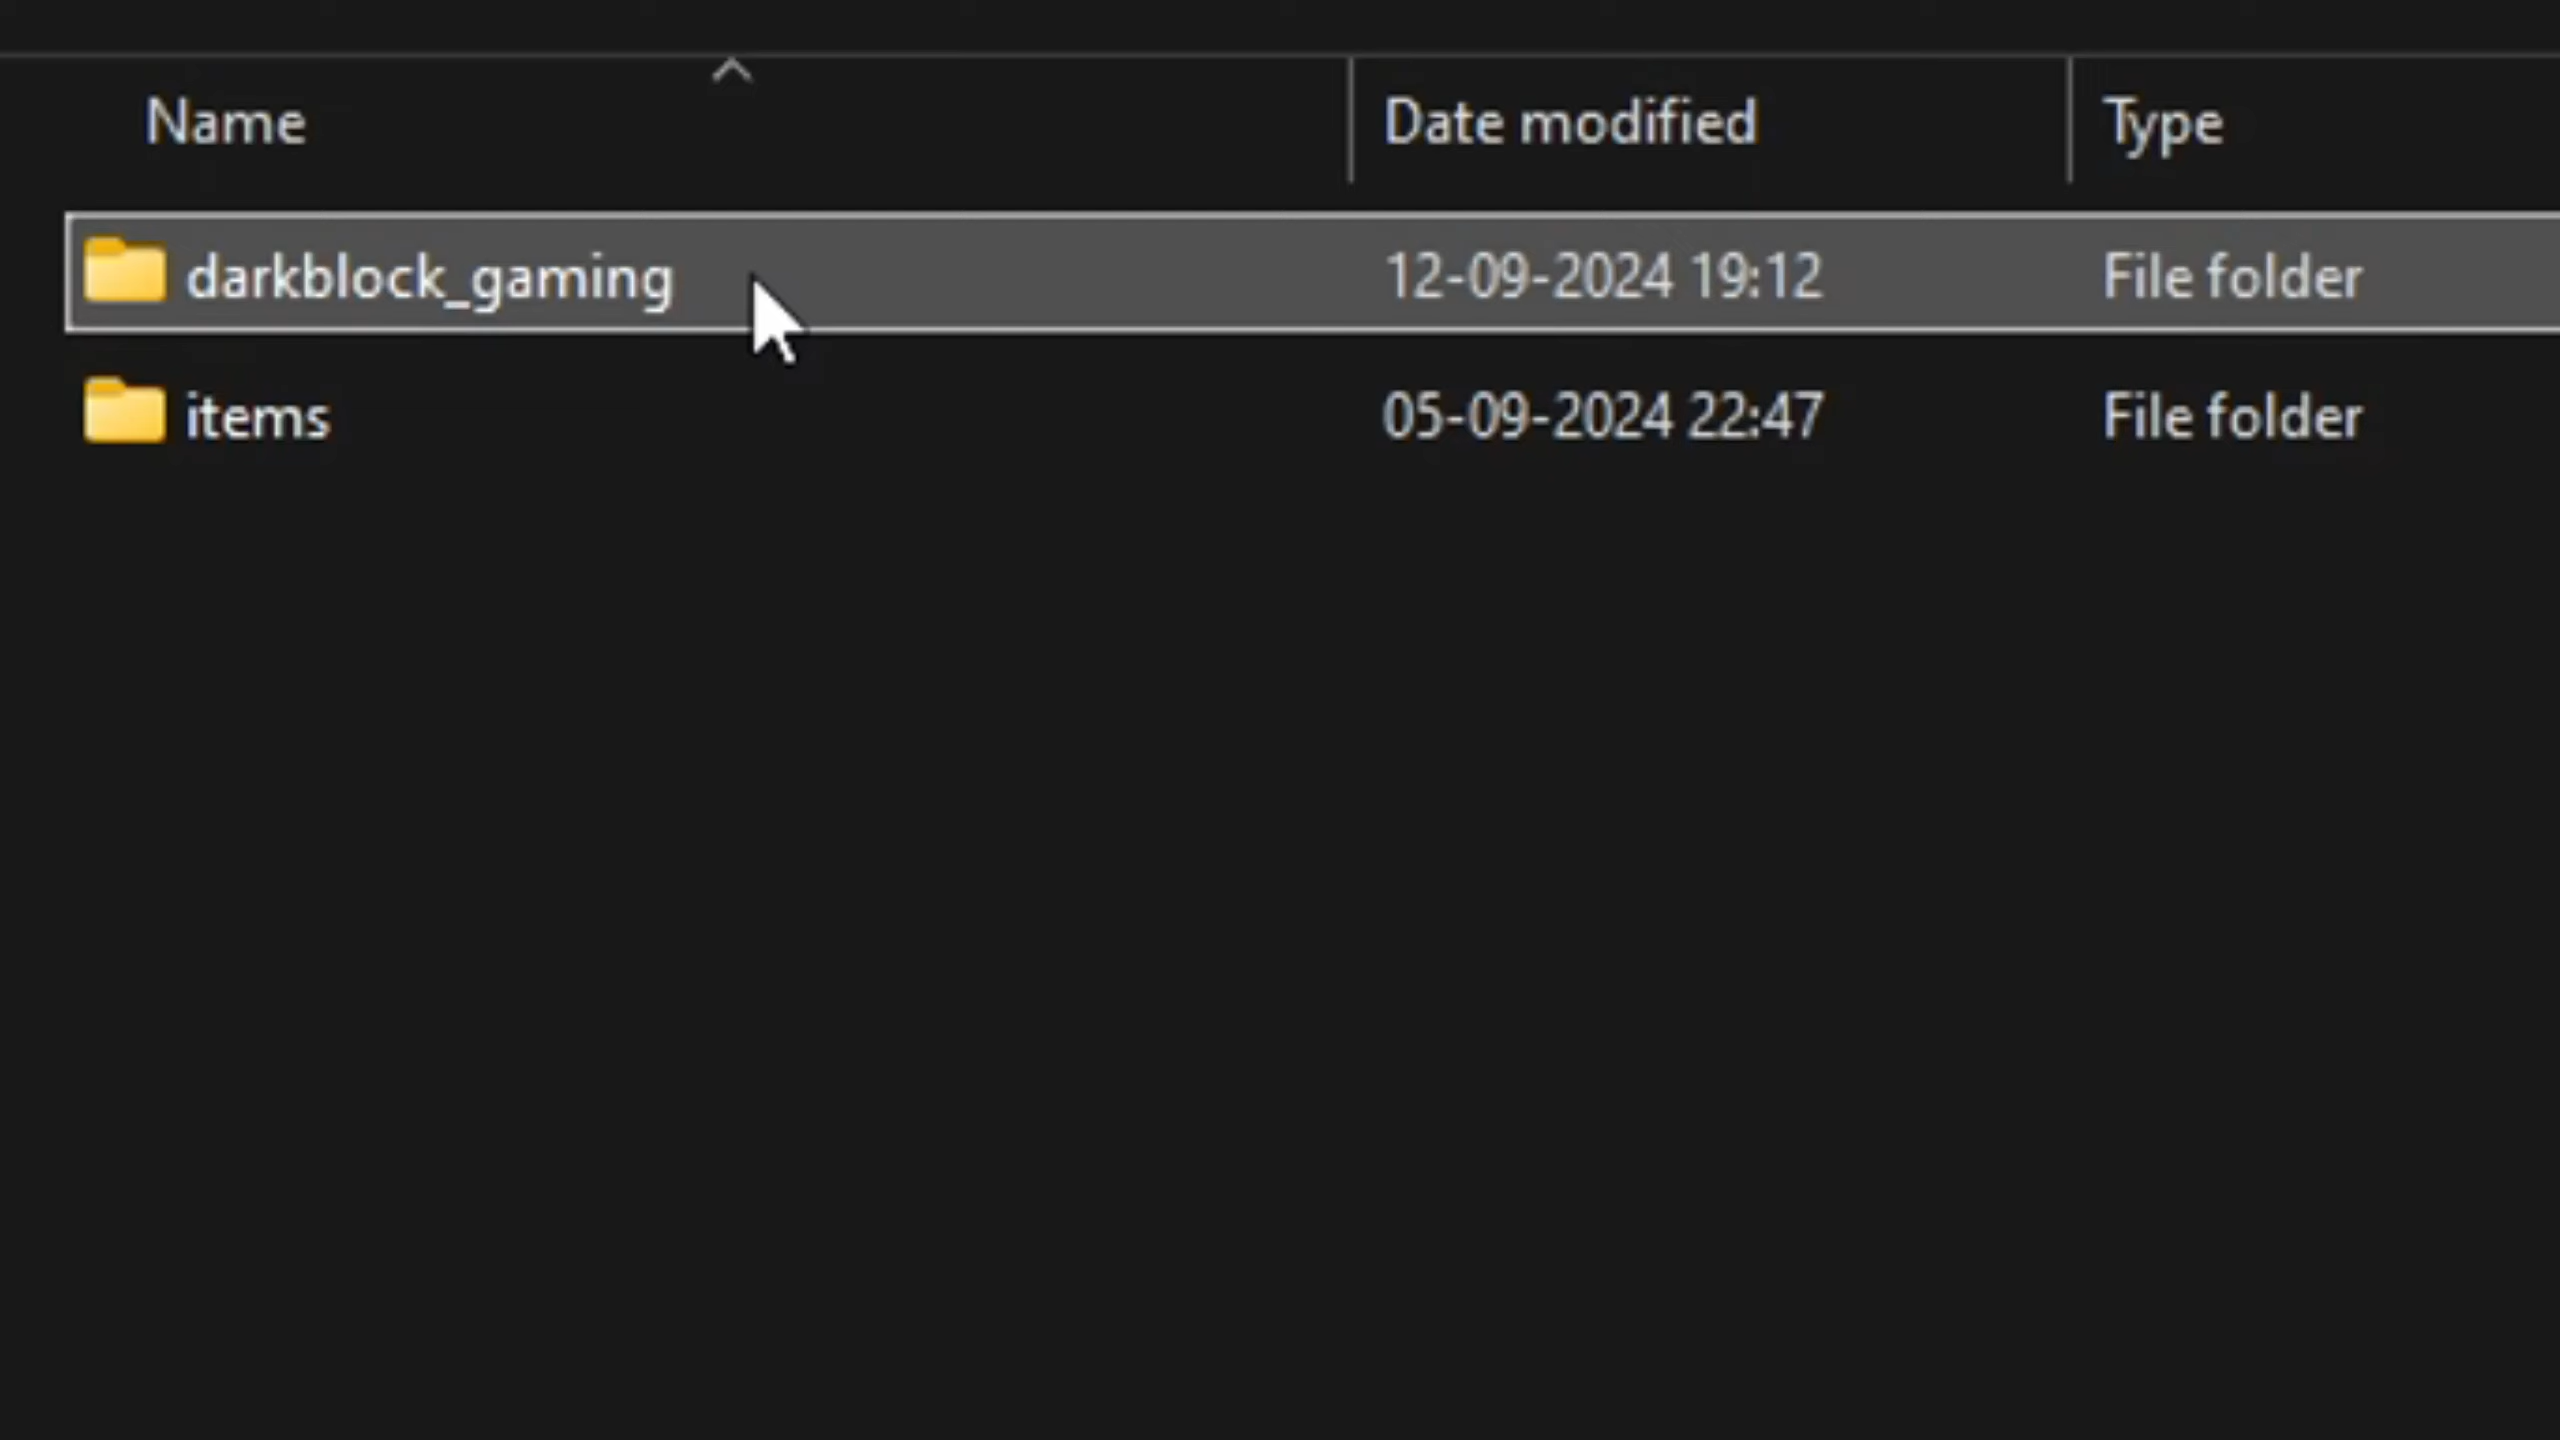 Name Date modified Type
darkblock_gaming 12-09-2024 19:12 File folder
items 05-09-2024 22:47 File folder